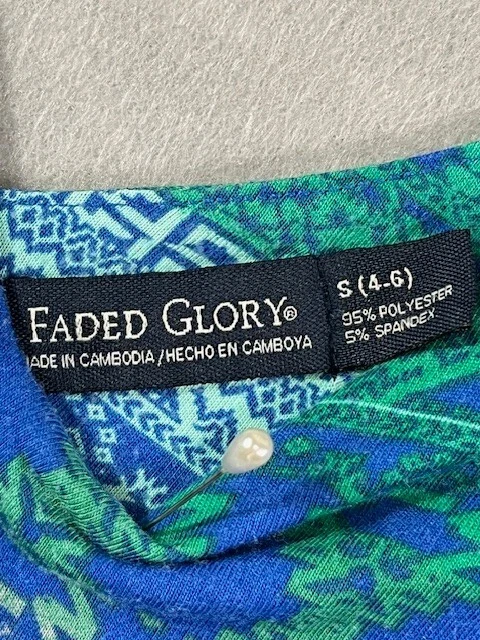 FADED GLORY®
MADE IN CAMBODIA / HECHO EN CAMBOYA
S (4-6)
95% POLYESTER
5% SPANDEX